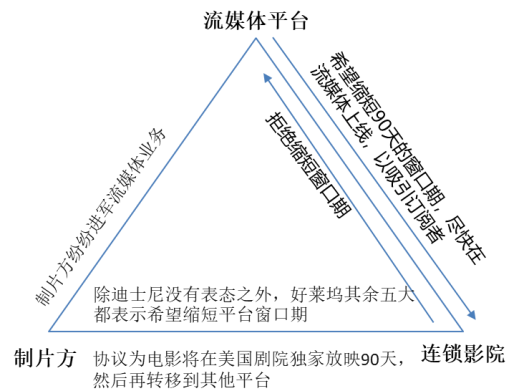 流媒体平台
希望缩短90天的窗口期，尽快在
流媒体上线，以吸引订阅者
拒绝缩短窗口期
制片方纷纷进军流媒体业务
除迪士尼没有表态之外，好莱坞其余五大
都表示希望缩短平台窗口期
制片方
连锁影院
协议为电影将在美国剧院独家放映90天，
然后再转移到其他平台